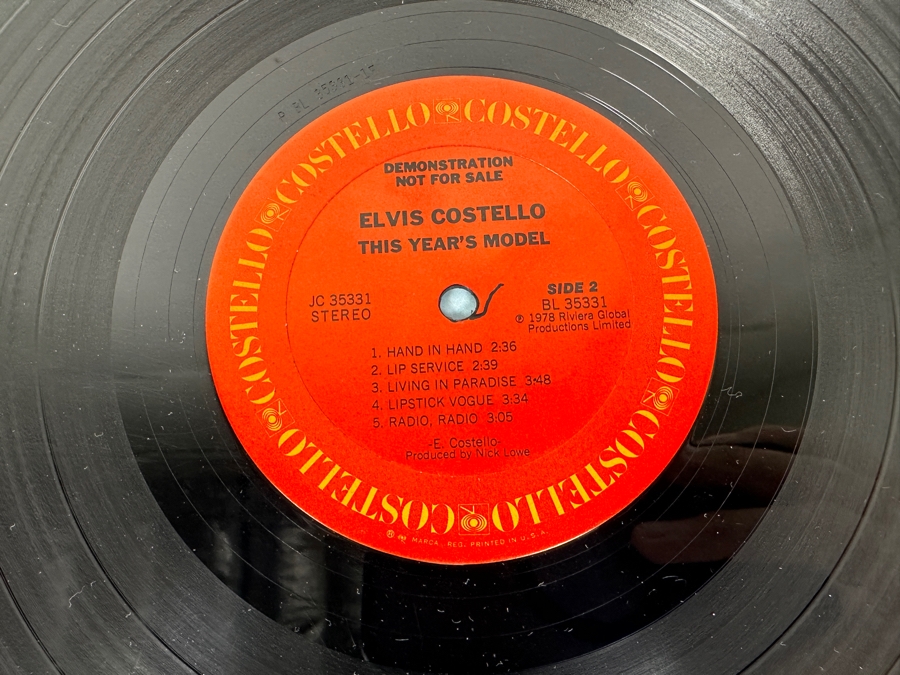 COSTELLO COSTELLO COSTELLO COSTELLO COSTELLO COSTELLO COSTELLO
DEMONSTRATION
NOT FOR SALE
ELVIS COSTELLO
THIS YEAR'S MODEL
JC 35331
STEREO
SIDE 2
BL 35331
℗ 1978 Riviera Global
Productions Limited
1. HAND IN HAND 2:36
2. LIP SERVICE 2:39
3. LIVING IN PARADISE 3:48
4. LIPSTICK VOGUE 3:34
5. RADIO, RADIO 3:05
-E. Costello-
Produced by Nick Lowe
MARCA. REG. PRINTED IN U.S.A.